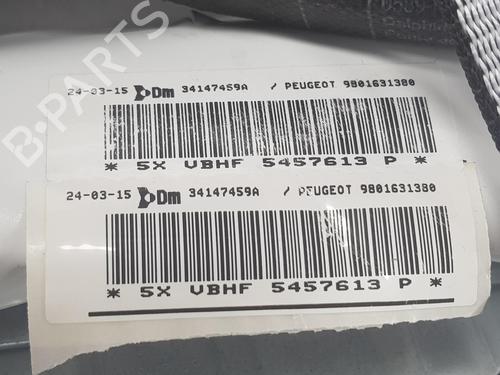 B-PARTS
24-03-15 Dm 34147459A / PEUGEOT 9801631380
* 5X VBHF 5457613 P *
24-03-15 Dm 34147459A / PEUGEOT 9801631380
* 5X VBHF 5457613 P *